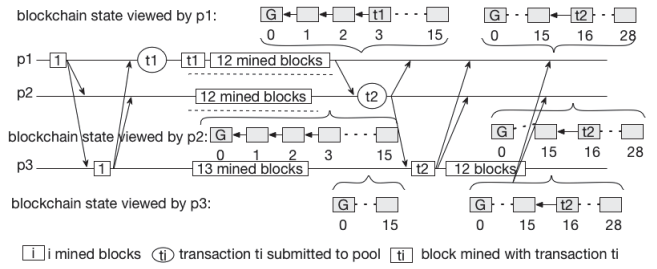 blockchain state viewed by p1: G t1 G t2
0 1 2 3 15 0 15 16 28
p1 1 t1 t1 12 mined blocks
p2 12 mined blocks t2
blockchain state viewed by p2: G G t2
0 1 2 3 15 0 15 16 28
p3 1 13 mined blocks t2 12 blocks
blockchain state viewed by p3: G G t2
0 15 0 15 16 28
i i mined blocks ti transaction ti submitted to pool ti block mined with transaction ti